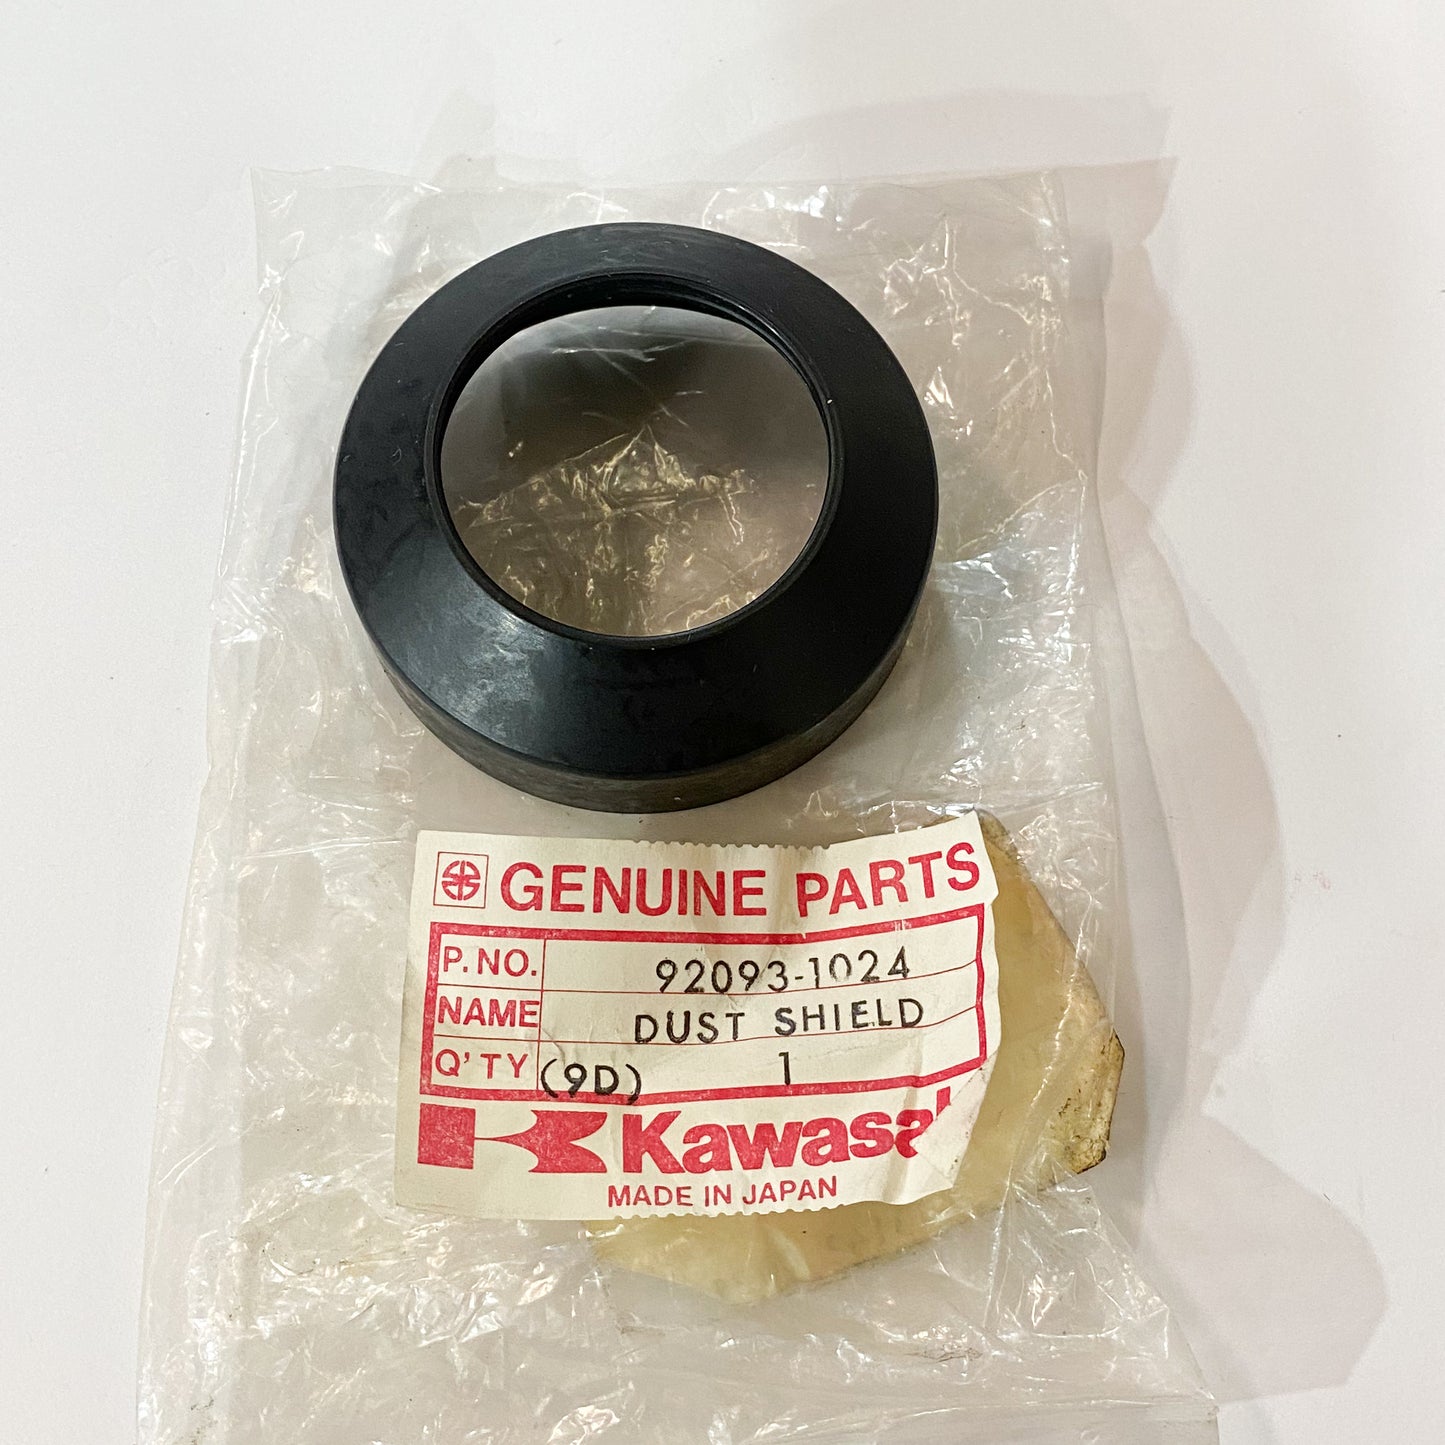 GENUINE PARTS
P.NO. 92093-1024
NAME DUST SHIELD
Q'TY (9D) 1
Kawasa
MADE IN JAPAN